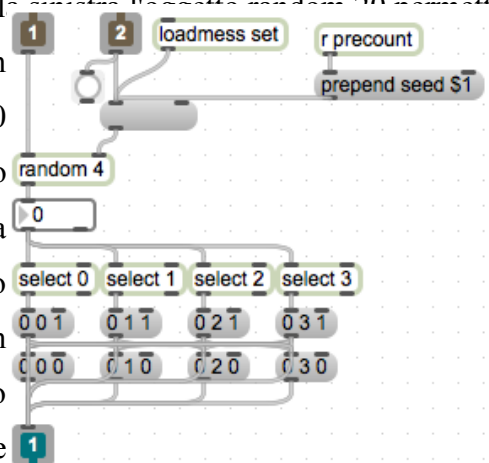 1 2 loadmess set r precount
prepend seed $1
random 4
0
select 0 select 1 select 2 select 3
0 0 1 0 1 1 0 2 1 0 3 1
0 0 0 0 1 0 0 2 0 0 3 0
1